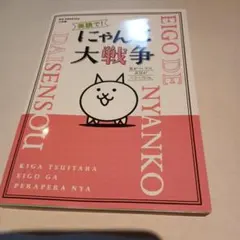 英語で!
にゃんこ
大戦争
EIGO DE
NYANKO
DAISENSOU
KIGA TSUITARA
EIGO GA
PERAPERA NYA